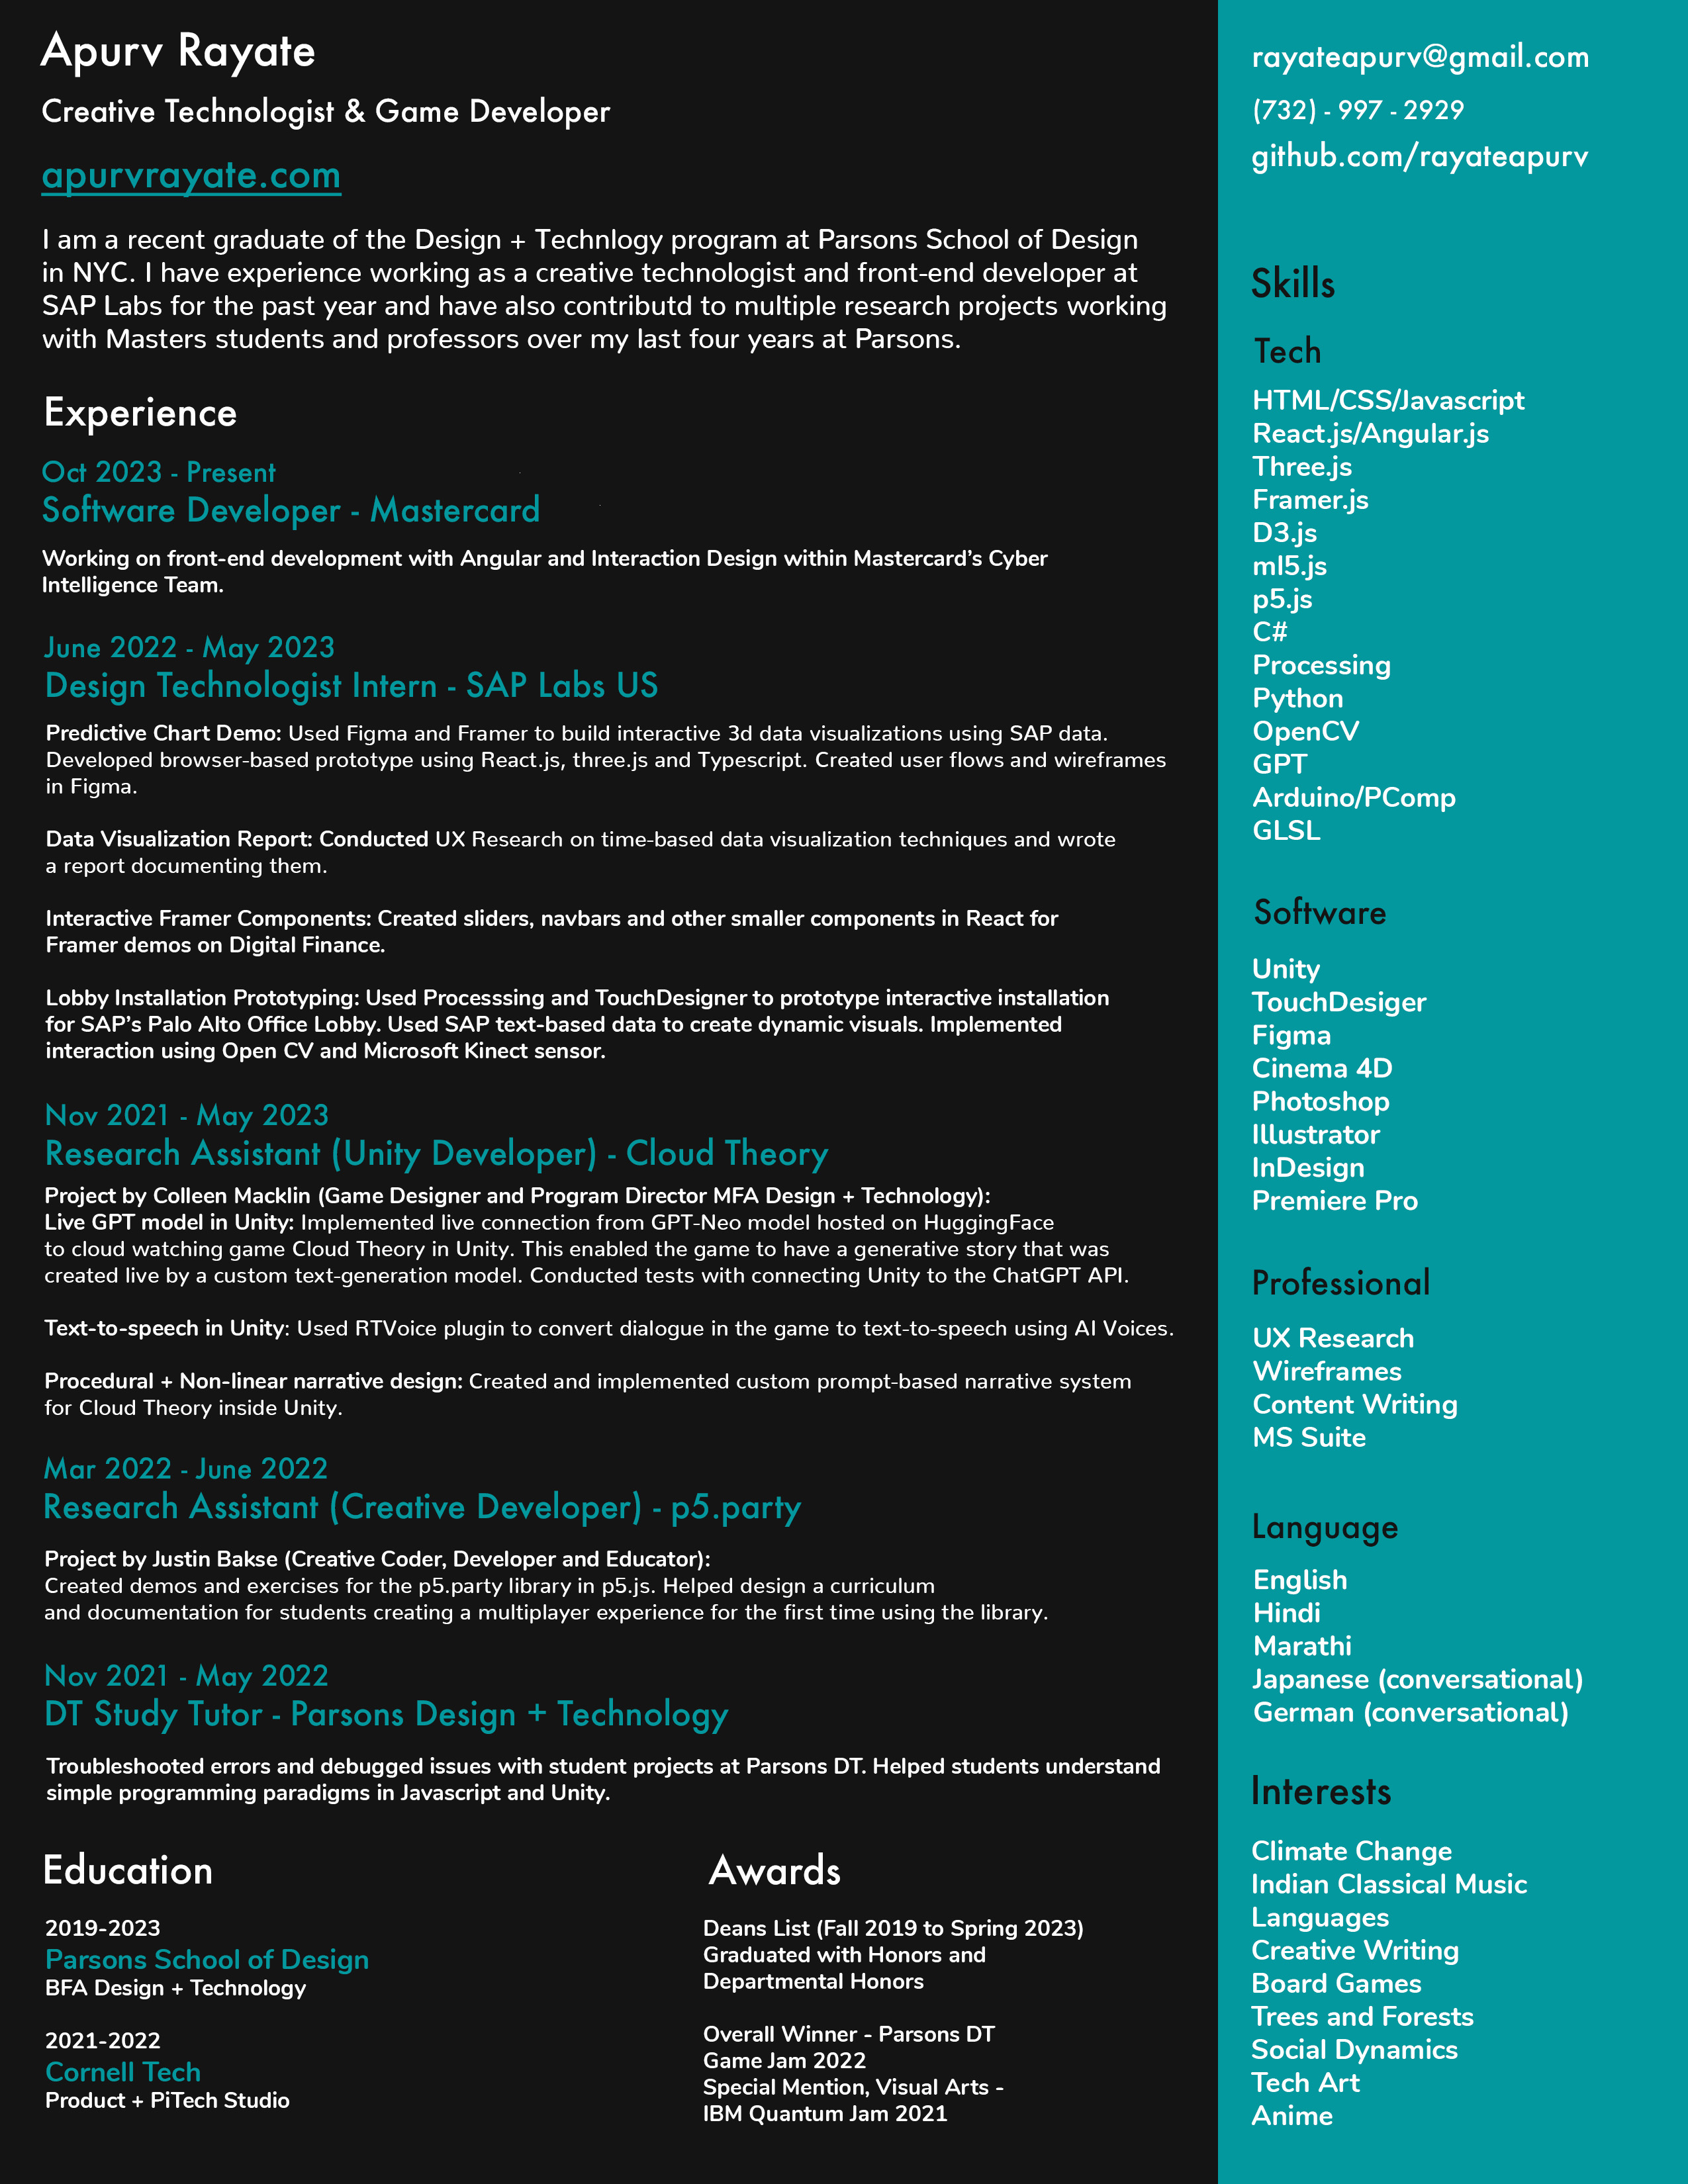 Apurv Rayate
Creative Technologist & Game Developer
apurvrayate.com
I am a recent graduate of the Design + Technlogy program at Parsons School of Design
in NYC. I have experience working as a creative technologist and front-end developer at
SAP Labs for the past year and have also contributd to multiple research projects working
with Masters students and professors over my last four years at Parsons.
Experience
Oct 2023 - Present
Software Developer - Mastercard
Working on front-end development with Angular and Interaction Design within Mastercard’s Cyber
Intelligence Team.
June 2022 - May 2023
Design Technologist Intern - SAP Labs US
Predictive Chart Demo: Used Figma and Framer to build interactive 3d data visualizations using SAP data.
Developed browser-based prototype using React.js, three.js and Typescript. Created user flows and wireframes
in Figma.
Data Visualization Report: Conducted UX Research on time-based data visualization techniques and wrote
a report documenting them.
Interactive Framer Components: Created sliders, navbars and other smaller components in React for
Framer demos on Digital Finance.
Lobby Installation Prototyping: Used Processsing and TouchDesigner to prototype interactive installation
for SAP’s Palo Alto Office Lobby. Used SAP text-based data to create dynamic visuals. Implemented
interaction using Open CV and Microsoft Kinect sensor.
Nov 2021 - May 2023
Research Assistant (Unity Developer) - Cloud Theory
Project by Colleen Macklin (Game Designer and Program Director MFA Design + Technology):
Live GPT model in Unity: Implemented live connection from GPT-Neo model hosted on HuggingFace
to cloud watching game Cloud Theory in Unity. This enabled the game to have a generative story that was
created live by a custom text-generation model. Conducted tests with connecting Unity to the ChatGPT API.
Text-to-speech in Unity: Used RTVoice plugin to convert dialogue in the game to text-to-speech using AI Voices.
Procedural + Non-linear narrative design: Created and implemented custom prompt-based narrative system
for Cloud Theory inside Unity.
Mar 2022 - June 2022
Research Assistant (Creative Developer) - p5.party
Project by Justin Bakse (Creative Coder, Developer and Educator):
Created demos and exercises for the p5.party library in p5.js. Helped design a curriculum
and documentation for students creating a multiplayer experience for the first time using the library.
Nov 2021 - May 2022
DT Study Tutor - Parsons Design + Technology
Troubleshooted errors and debugged issues with student projects at Parsons DT. Helped students understand
simple programming paradigms in Javascript and Unity.
Education
2019-2023
Parsons School of Design
BFA Design + Technology
2021-2022
Cornell Tech
Product + PiTech Studio
Awards
Deans List (Fall 2019 to Spring 2023)
Graduated with Honors and
Departmental Honors
Overall Winner - Parsons DT
Game Jam 2022
Special Mention, Visual Arts -
IBM Quantum Jam 2021
rayateapurv@gmail.com
(732) - 997 - 2929
github.com/rayateapurv
Skills
Tech
HTML/CSS/Javascript
React.js/Angular.js
Three.js
Framer.js
D3.js
ml5.js
p5.js
C#
Processing
Python
OpenCV
GPT
Arduino/PComp
GLSL
Software
Unity
TouchDesiger
Figma
Cinema 4D
Photoshop
Illustrator
InDesign
Premiere Pro
Professional
UX Research
Wireframes
Content Writing
MS Suite
Language
English
Hindi
Marathi
Japanese (conversational)
German (conversational)
Interests
Climate Change
Indian Classical Music
Languages
Creative Writing
Board Games
Trees and Forests
Social Dynamics
Tech Art
Anime